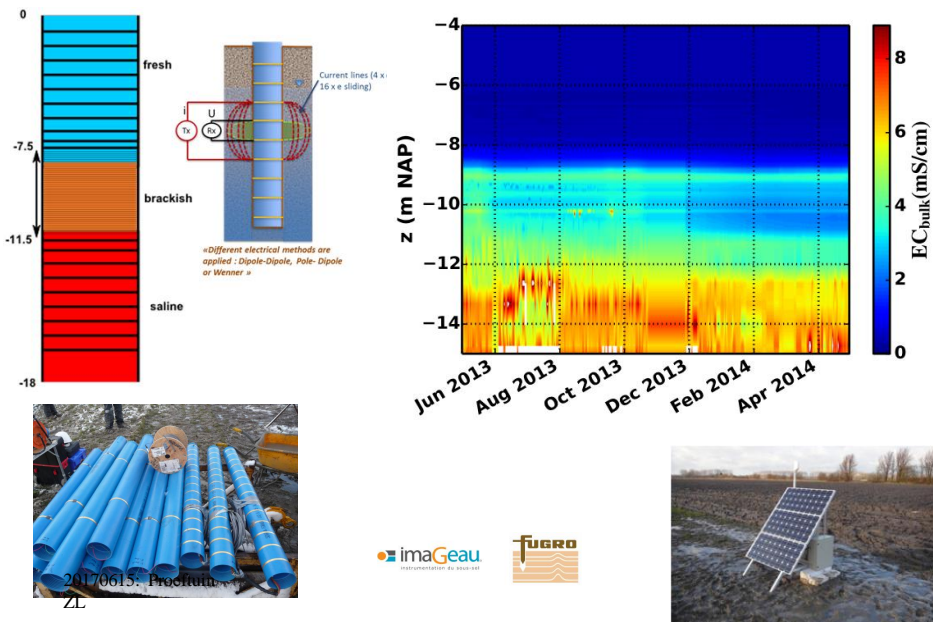 0
fresh
-7.5
brackish
-11.5
saline
-18
Current lines (4 x
16 x e sliding)
i
U
Tx
Rx
«Different electrical methods are
applied : Dipole-Dipole, Pole- Dipole
or Wenner »
−4
−6
−8
−10
−12
−14
z (m NAP)
Jun 2013
Aug 2013
Oct 2013
Dec 2013
Feb 2014
Apr 2014
8
6
4
2
0
ECbulk(mS/cm)
20170615: Proeftuin
ZL
imaGeau
instrumentation du sous-sol
fUGRO